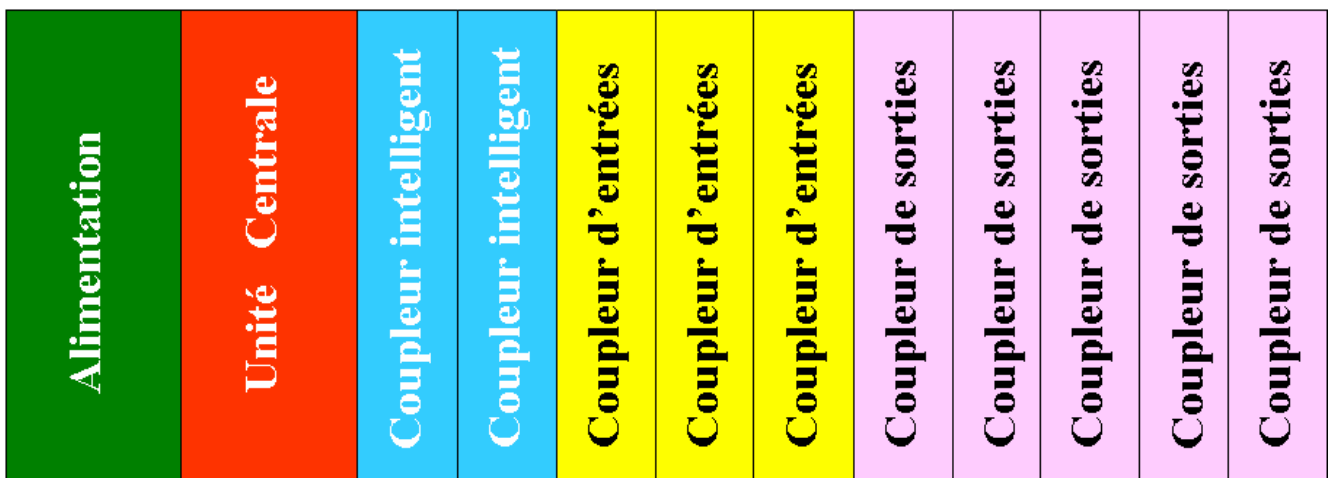 Alimentation
Unité Centrale
Coupleur intelligent
Coupleur intelligent
Coupleur d’entrées
Coupleur d’entrées
Coupleur d’entrées
Coupleur de sorties
Coupleur de sorties
Coupleur de sorties
Coupleur de sorties
Coupleur de sorties